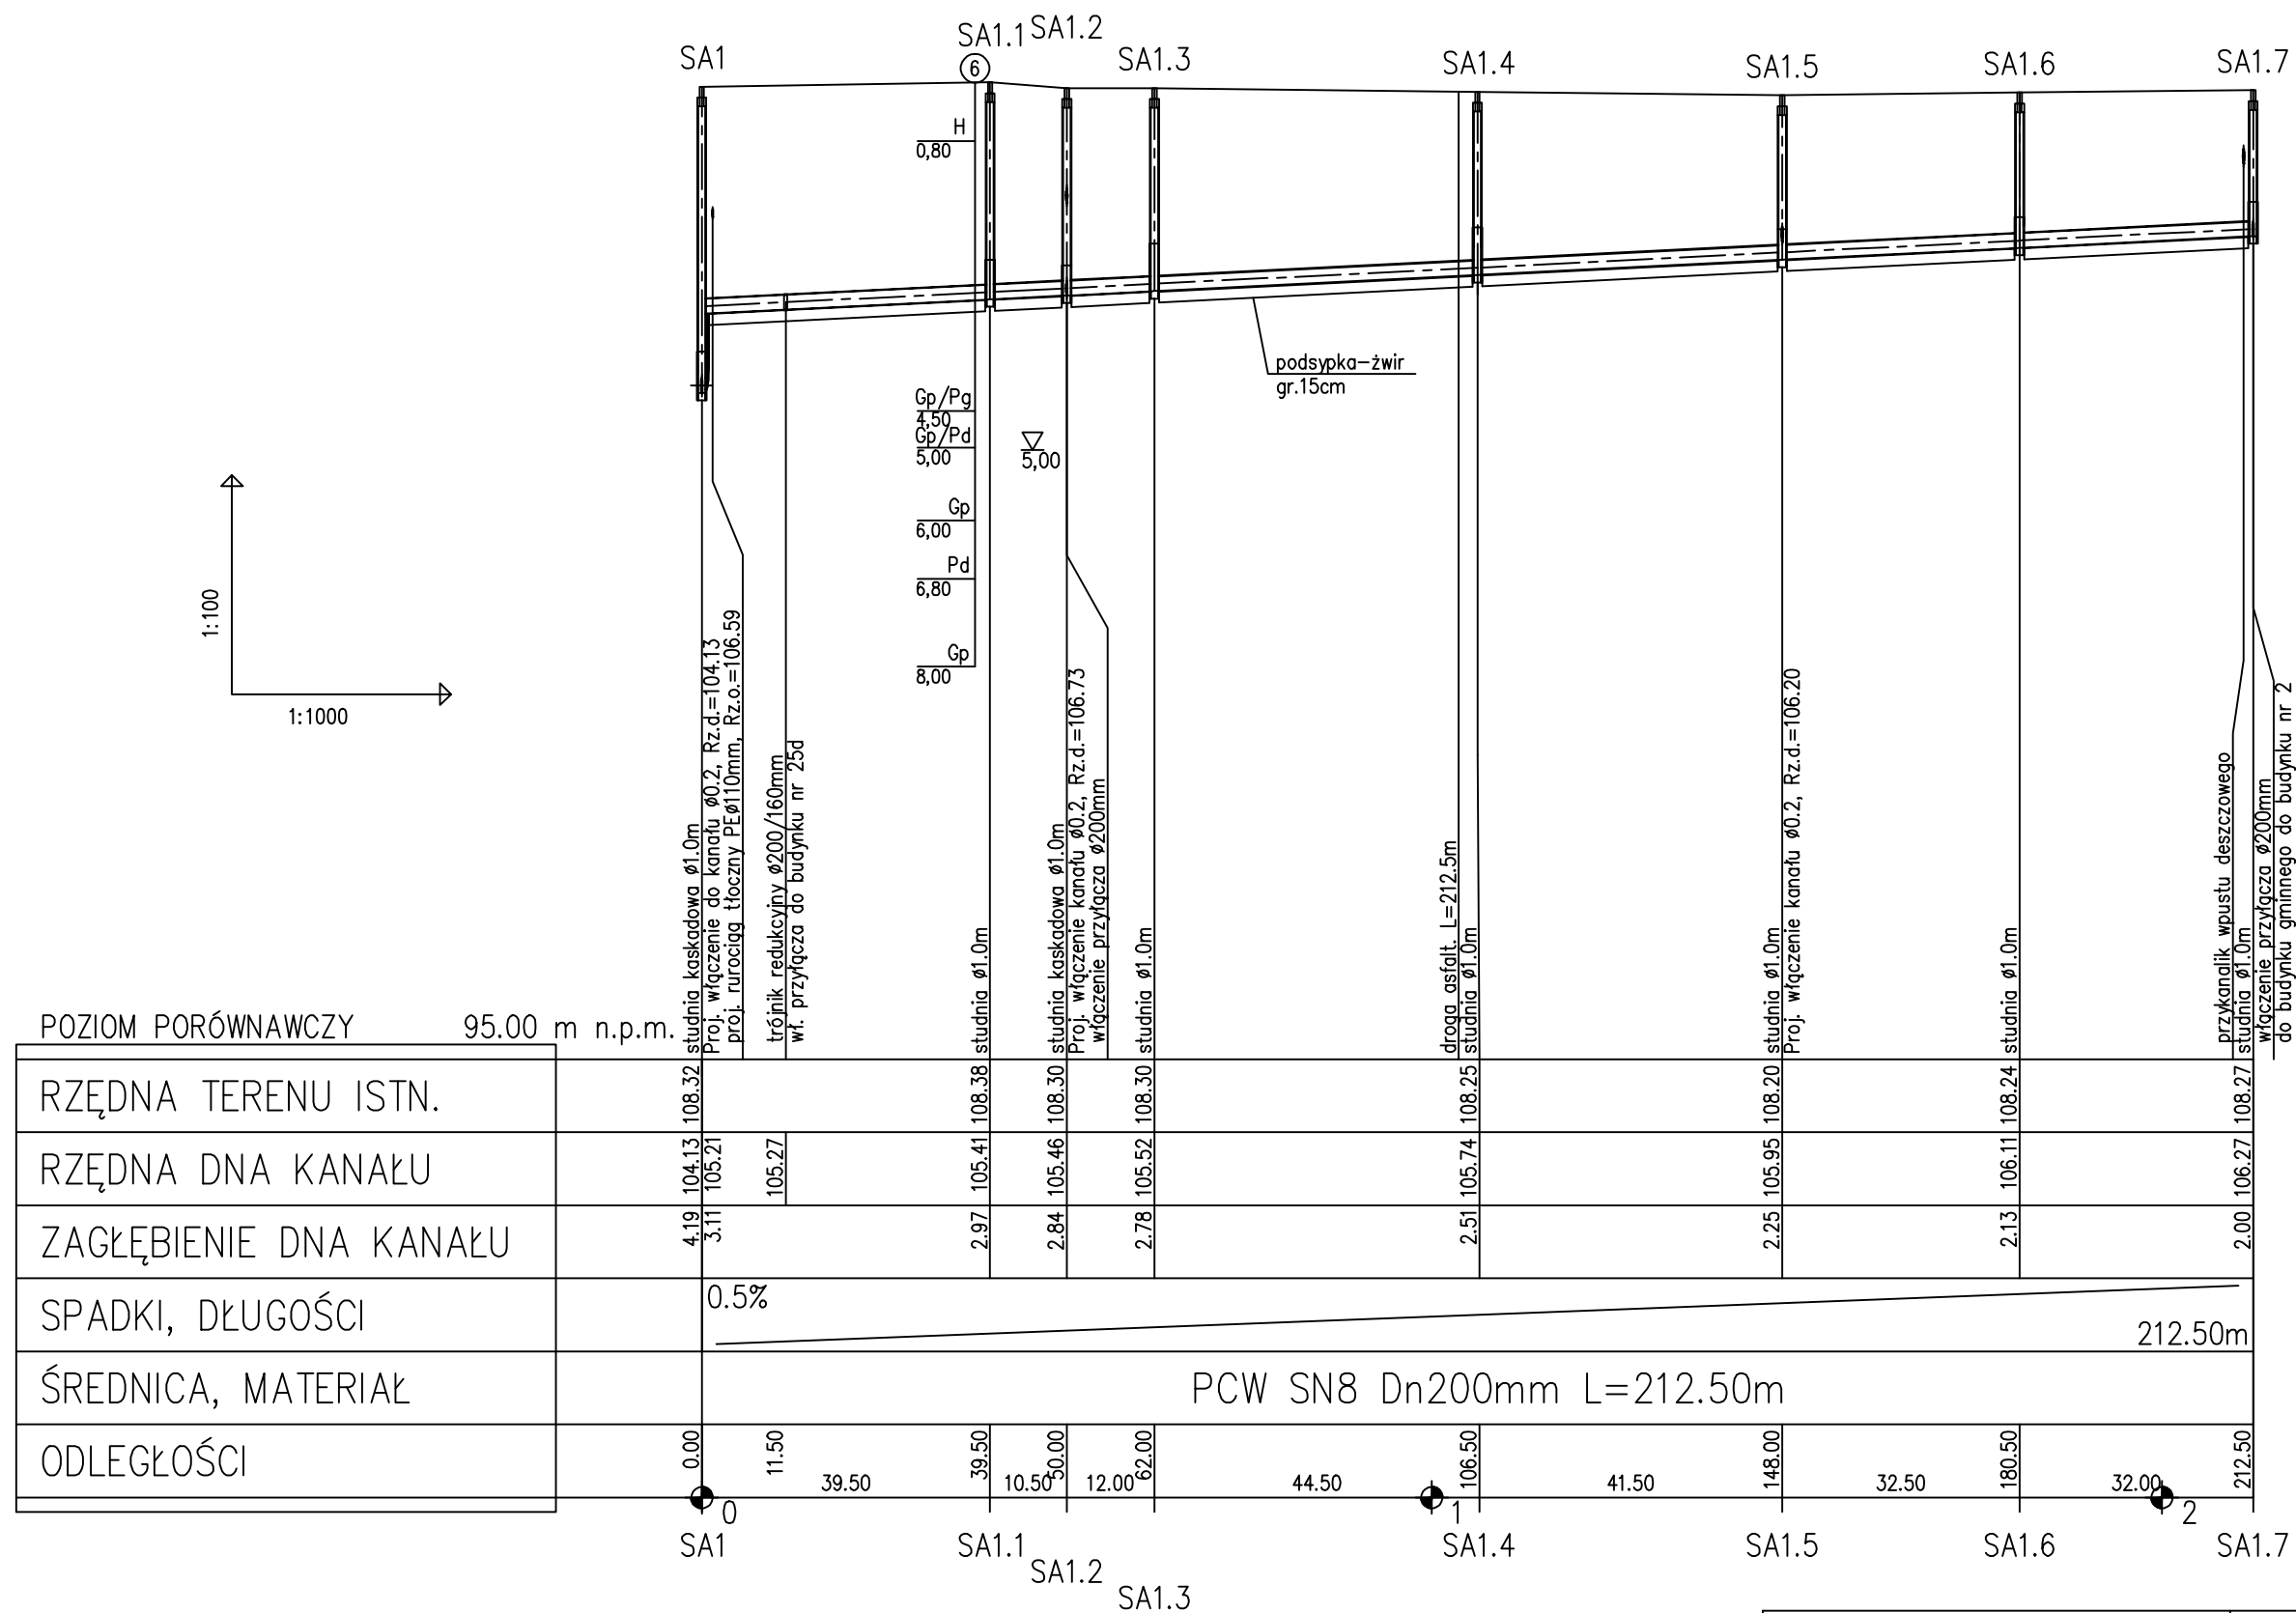 SA1
SA1.1
SA1.2
SA1.3
SA1.4
SA1.5
SA1.6
SA1.7
6
H
0,80
podsypka-żwir
gr.15cm
Gp/Pg
4,50
Gp/Pd
5,00
5,00
Gp
6,00
Pd
6,80
Gp
8,00
1:100
1:1000
studnia kaskadowa ø1.0m
Proj. włączenie do kanału ø0.2, Rz.d.=104.13
proj. rurociąg tłoczny PEø110mm, Rz.o.=106.59
trójnik redukcyjny ø200/160mm
wł. przyłącza do budynku nr 25d
studnia ø1.0m
studnia kaskadowa ø1.0m
Proj. włączenie kanału ø0.2, Rz.d.=106.73
włączenie przyłącza ø200mm
studnia ø1.0m
droga asfalt. L=212.5m
studnia ø1.0m
studnia ø1.0m
Proj. włączenie kanału ø0.2, Rz.d.=106.20
studnia ø1.0m
przykanalik wpustu deszczowego
studnia ø1.0m
włączenie przyłącza ø200mm
do budynku gminnego do budynku nr 2
POZIOM PORÓWNAWCZY 95.00 m n.p.m.
RZĘDNA TERENU ISTN. 108.32 108.38 108.30 108.30 108.25 108.20 108.24 108.27
RZĘDNA DNA KANAŁU 104.13 105.21 105.27 105.41 105.46 105.52 105.74 105.95 106.11 106.27
ZAGŁĘBIENIE DNA KANAŁU 4.19 3.11 2.97 2.84 2.78 2.51 2.25 2.13 2.00
SPADKI, DŁUGOŚCI 0.5% 212.50m
ŚREDNICA, MATERIAŁ PCW SN8 Dn200mm L=212.50m
ODLEGŁOŚCI 0.00 11.50 39.50 50.00 62.00 106.50 148.00 180.50 212.50
39.50 10.50 12.00 44.50 41.50 32.50 32.00
0 1 2
SA1
SA1.1
SA1.2
SA1.3
SA1.4
SA1.5
SA1.6
SA1.7